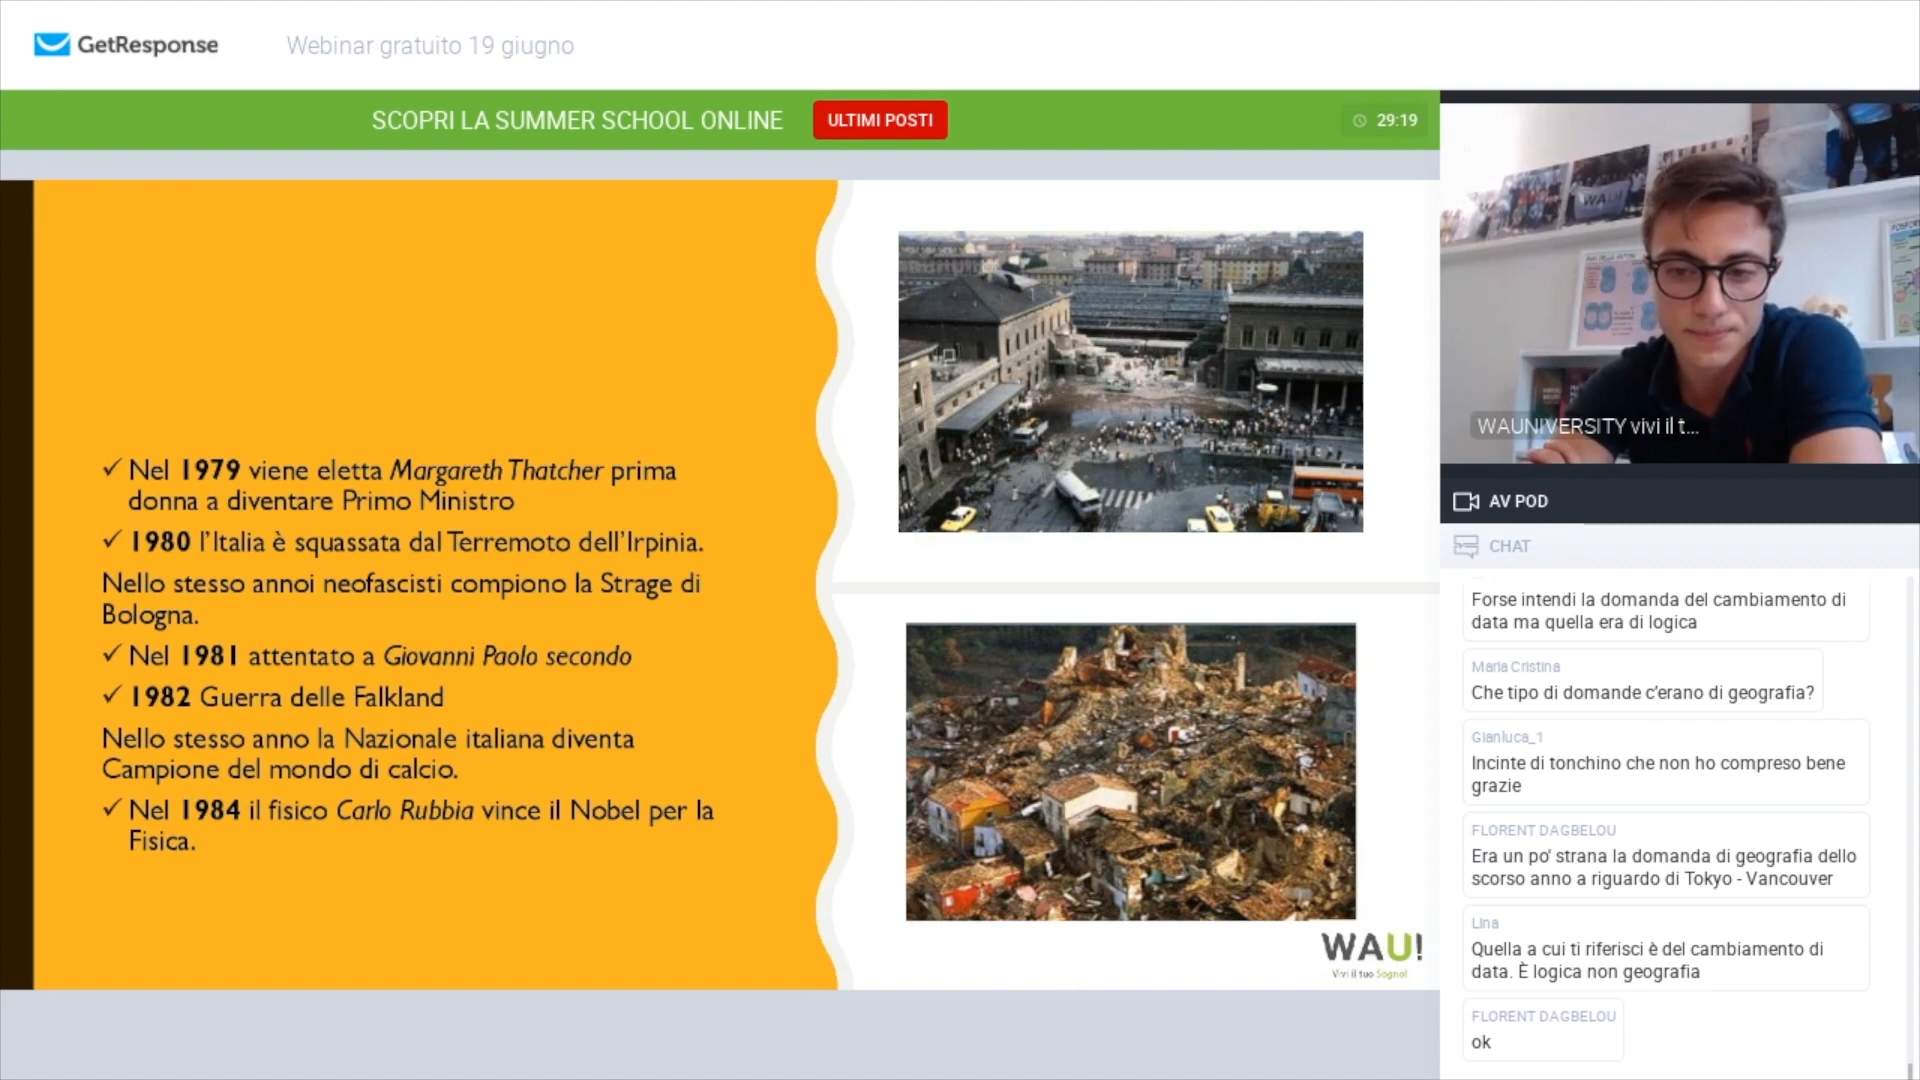 GetResponse
Webinar gratuito 19 giugno
SCOPRI LA SUMMER SCHOOL ONLINE
ULTIMI POSTI
29:19
✓ Nel 1979 viene eletta Margareth Thatcher prima
donna a diventare Primo Ministro
✓ 1980 l'Italia è squassata dal Terremoto dell'Irpinia.
Nello stesso annoi neofascisti compiono la Strage di
Bologna.
✓ Nel 1981 attentato a Giovanni Paolo secondo
✓ 1982 Guerra delle Falkland
Nello stesso anno la Nazionale italiana diventa
Campione del mondo di calcio.
✓ Nel 1984 il fisico Carlo Rubbia vince il Nobel per la
Fisica.
WAU!
Vivi il tuo Sogno!
WAU!
WAUNIVERSITY vivi il t...
AV POD
CHAT
Forse intendi la domanda del cambiamento di
data ma quella era di logica
Maria Cristina
Che tipo di domande c'erano di geografia?
Gianluca_1
Incinte di tonchino che non ho compreso bene
grazie
FLORENT DAGBELOU
Era un po' strana la domanda di geografia dello
scorso anno a riguardo di Tokyo - Vancouver
Lina
Quella a cui ti riferisci è del cambiamento di
data. È logica non geografia
FLORENT DAGBELOU
ok